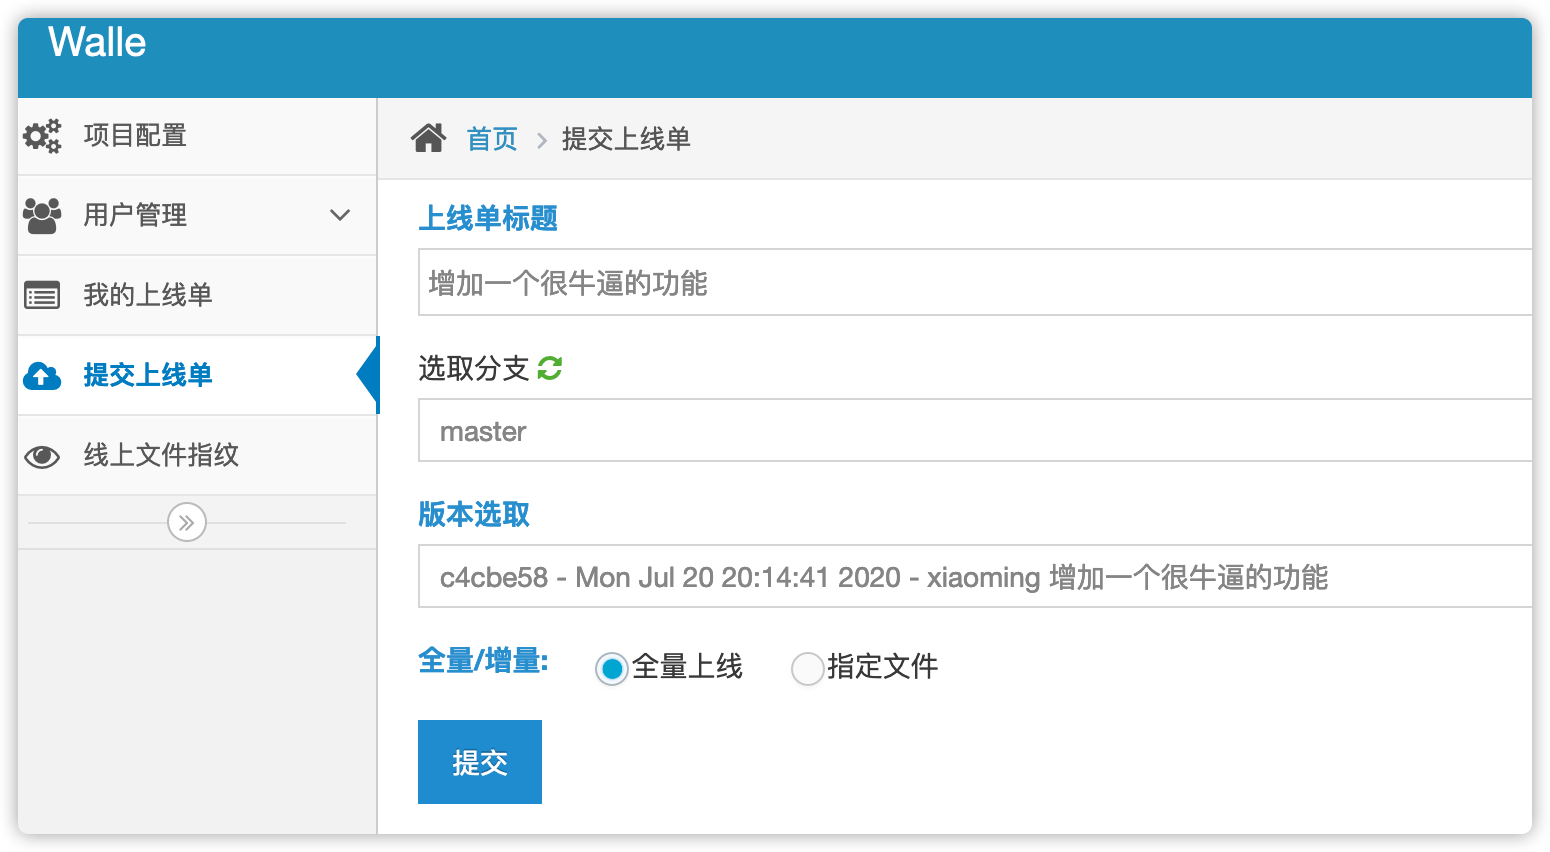 Walle
项目配置
用户管理
我的上线单
提交上线单
线上文件指纹
首页 > 提交上线单
上线单标题
增加一个很牛逼的功能
选取分支
master
版本选取
c4cbe58 - Mon Jul 20 20:14:41 2020 - xiaoming 增加一个很牛逼的功能
全量/增量: 全量上线 指定文件
提交